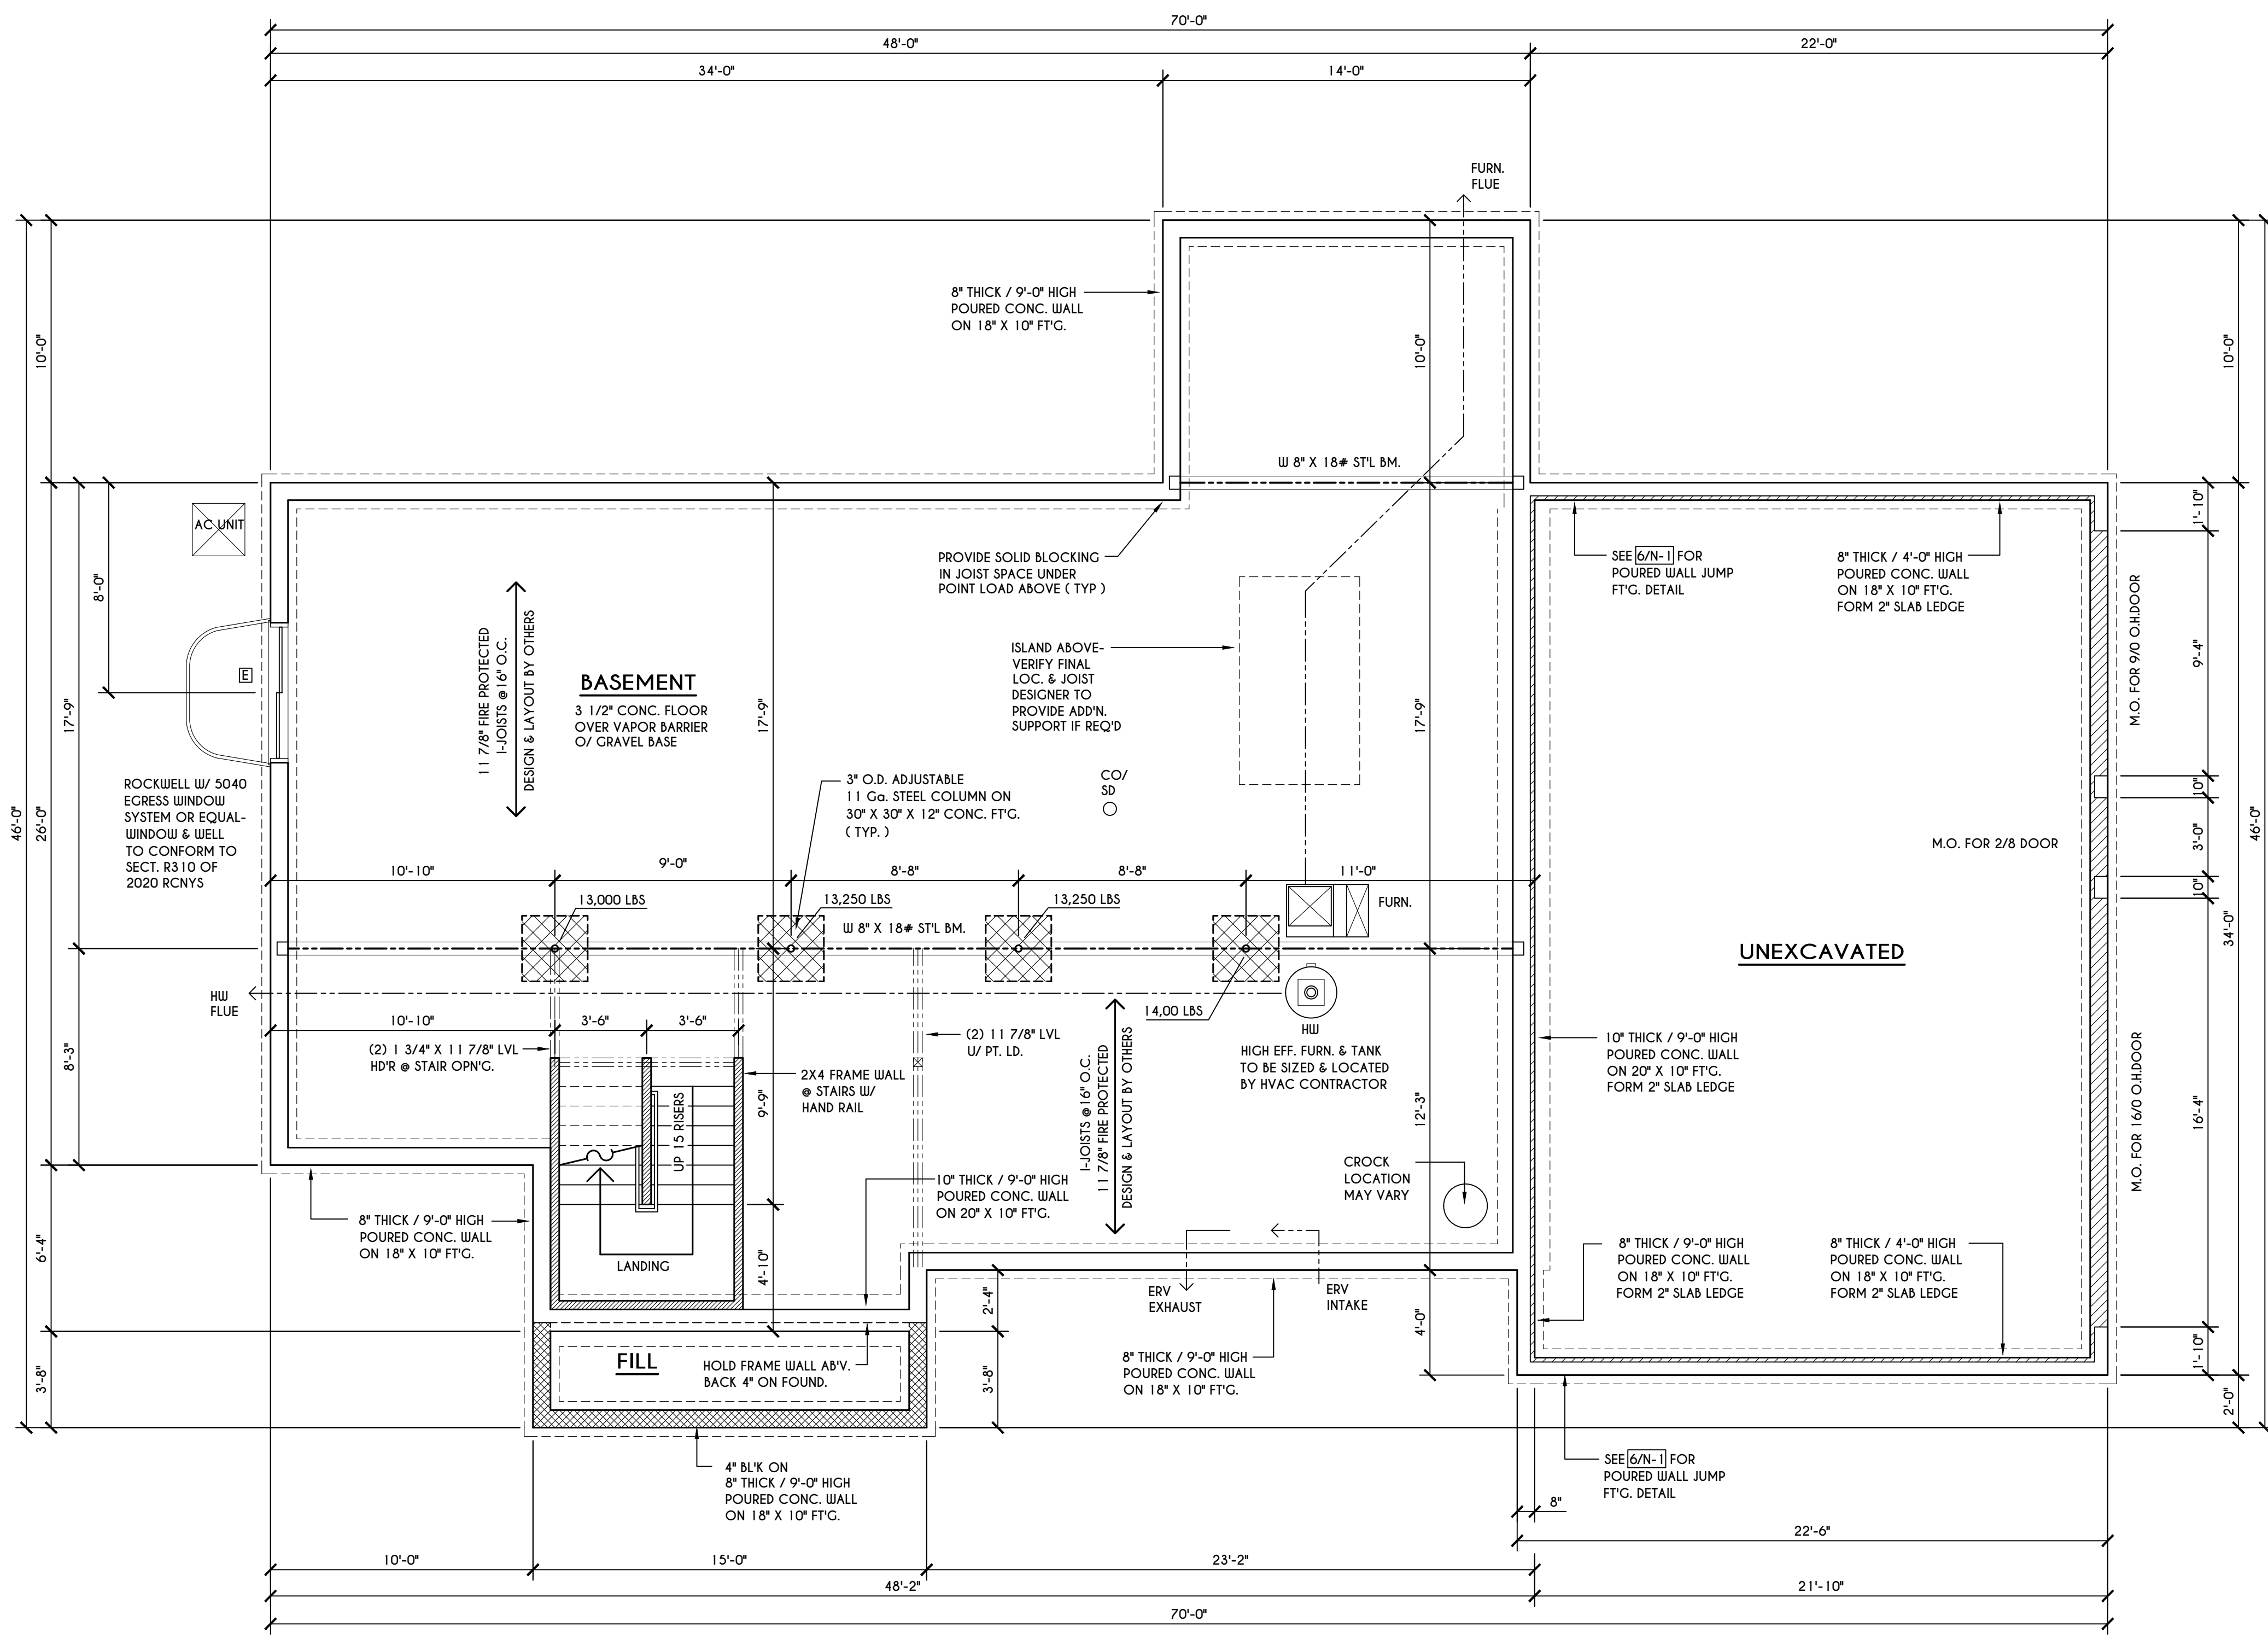 70'-0"
48'-0"
22'-0"
34'-0"
14'-0"
FURN.
FLUE
8" THICK / 9'-0" HIGH
POURED CONC. WALL
ON 18" X 10" FT'G.
10'-0"
10'-0"
10'-0"
W 8" X 18# ST'L BM.
AC UNIT
8'-0"
17'-9"
26'-0"
46'-0"
E
ROCKWELL W/ 5040
EGRESS WINDOW
SYSTEM OR EQUAL-
WINDOW & WELL
TO CONFORM TO
SECT. R310 OF
2020 RCNYS
11 7/8" FIRE PROTECTED
I-JOISTS @16" O.C.
DESIGN & LAYOUT BY OTHERS
BASEMENT
3 1/2" CONC. FLOOR
OVER VAPOR BARRIER
O/ GRAVEL BASE
17'-9"
PROVIDE SOLID BLOCKING
IN JOIST SPACE UNDER
POINT LOAD ABOVE ( TYP )
ISLAND ABOVE-
VERIFY FINAL
LOC. & JOIST
DESIGNER TO
PROVIDE ADD'N.
SUPPORT IF REQ'D
17'-9"
CO/
SD
3" O.D. ADJUSTABLE
11 Ga. STEEL COLUMN ON
30" X 30" X 12" CONC. FT'G.
( TYP. )
SEE 6/N-1 FOR
POURED WALL JUMP
FT'G. DETAIL
8" THICK / 4'-0" HIGH
POURED CONC. WALL
ON 18" X 10" FT'G.
FORM 2" SLAB LEDGE
1'-10"
9'-4"
M.O. FOR 9/0 O.H.DOOR
10"
3'-0"
M.O. FOR 2/8 DOOR
10"
34'-0"
46'-0"
10'-10"
9'-0"
8'-8"
8'-8"
11'-0"
13,000 LBS
13,250 LBS
13,250 LBS
W 8" X 18# ST'L BM.
FURN.
UNEXCAVATED
HW
FLUE
14,00 LBS
HW
HIGH EFF. FURN. & TANK
TO BE SIZED & LOCATED
BY HVAC CONTRACTOR
10'-10"
3'-6"
3'-6"
(2) 1 3/4" X 11 7/8" LVL
HD'R @ STAIR OPN'G.
(2) 11 7/8" LVL
U/ PT. LD.
2X4 FRAME WALL
@ STAIRS W/
HAND RAIL
8'-3"
9'-9"
UP 15 RISERS
I-JOISTS @16" O.C.
11 7/8" FIRE PROTECTED
DESIGN & LAYOUT BY OTHERS
12'-3"
10" THICK / 9'-0" HIGH
POURED CONC. WALL
ON 20" X 10" FT'G.
FORM 2" SLAB LEDGE
16'-4"
M.O. FOR 16/0 O.H.DOOR
CROCK
LOCATION
MAY VARY
10" THICK / 9'-0" HIGH
POURED CONC. WALL
ON 20" X 10" FT'G.
8" THICK / 9'-0" HIGH
POURED CONC. WALL
ON 18" X 10" FT'G.
6'-4"
LANDING
4'-10"
ERV
EXHAUST
ERV
INTAKE
2'-4"
4'-0"
8" THICK / 9'-0" HIGH
POURED CONC. WALL
ON 18" X 10" FT'G.
FORM 2" SLAB LEDGE
8" THICK / 4'-0" HIGH
POURED CONC. WALL
ON 18" X 10" FT'G.
FORM 2" SLAB LEDGE
1'-10"
2'-0"
3'-8"
FILL
HOLD FRAME WALL AB'V.
BACK 4" ON FOUND.
3'-8"
8" THICK / 9'-0" HIGH
POURED CONC. WALL
ON 18" X 10" FT'G.
4" BL'K ON
8" THICK / 9'-0" HIGH
POURED CONC. WALL
ON 18" X 10" FT'G.
SEE 6/N-1 FOR
POURED WALL JUMP
FT'G. DETAIL
8"
22'-6"
10'-0"
15'-0"
23'-2"
48'-2"
21'-10"
70'-0"